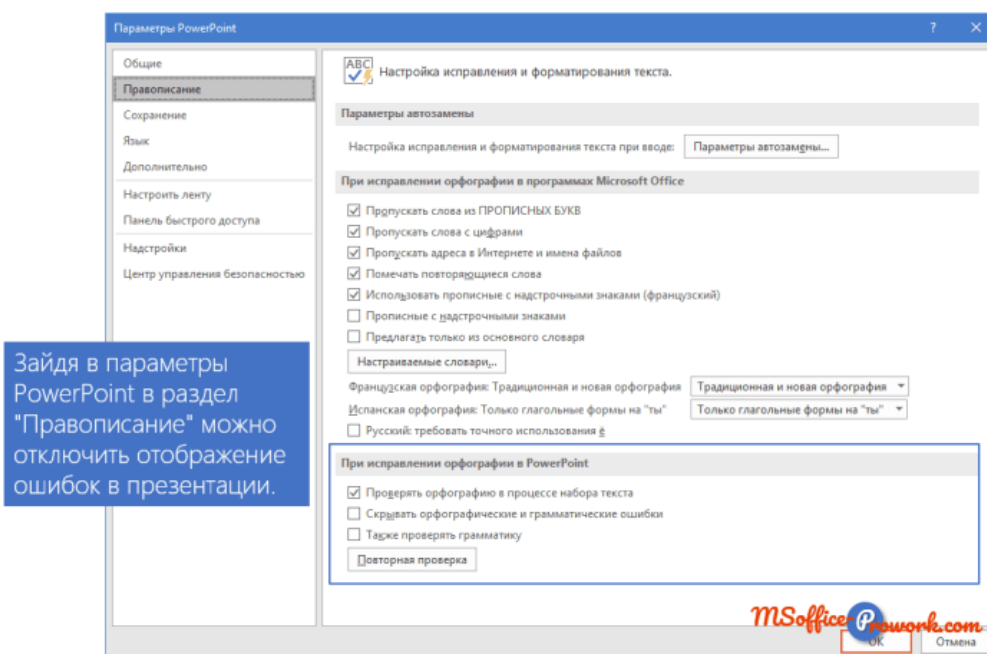 Параметры PowerPoint
?
×
Общие
Правописание
Сохранение
Язык
Дополнительно
Настроить ленту
Панель быстрого доступа
Надстройки
Центр управления безопасностью
ABC
Настройка исправления и форматирования текста.
Параметры автозамены
Настройка исправления и форматирования текста при вводе: Параметры автозамены...
При исправлении орфографии в программах Microsoft Office
Пропускать слова из ПРОПИСНЫХ БУКВ
Пропускать слова с цифрами
Пропускать адреса в Интернете и имена файлов
Помечать повторяющиеся слова
Использовать прописные с надстрочными знаками (французский)
Прописные с надстрочными знаками
Предлагать только из основного словаря
Настраиваемые словари...
Французская орфография: Традиционная и новая орфография Традиционная и новая орфография
Испанская орфография: Только глагольные формы на "ты" Только глагольные формы на "ты"
Русский: требовать точного использования ё
При исправлении орфографии в PowerPoint
Проверять орфографию в процессе набора текста
Скрывать орфографические и грамматические ошибки
Также проверять грамматику
Повторная проверка
Зайдя в параметры
PowerPoint в раздел
"Правописание" можно
отключить отображение
ошибок в презентации.
MSoffice-Prowork.com
ОК
Отмена